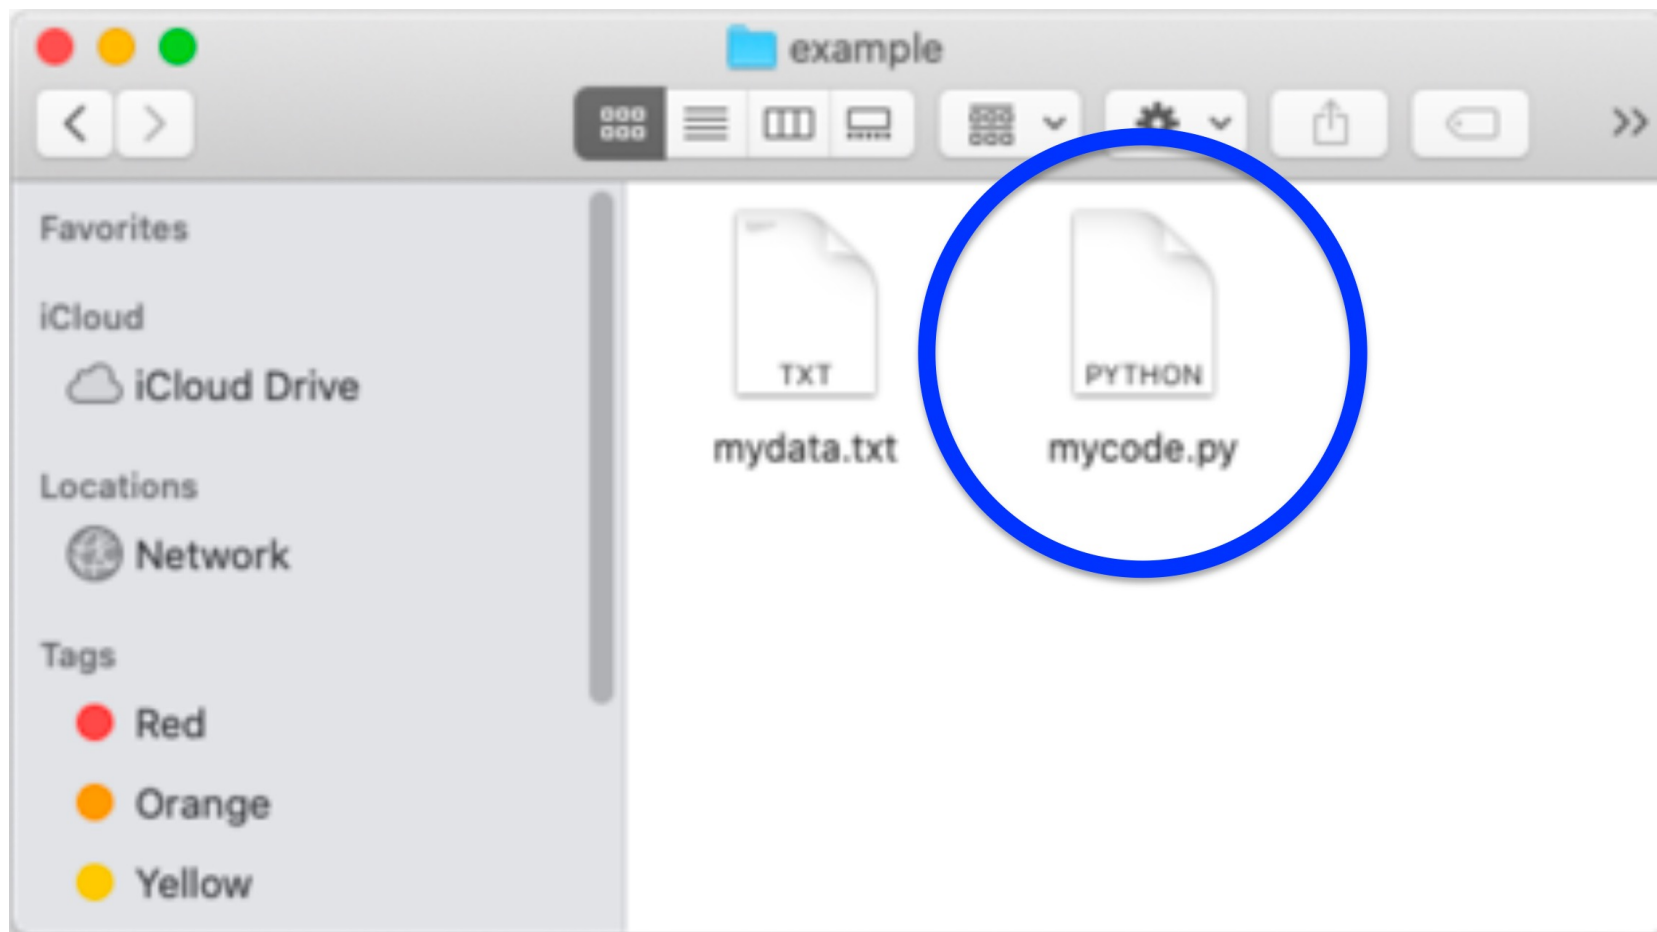 example
Favorites
iCloud
iCloud Drive
Locations
Network
Tags
Red
Orange
Yellow
TXT
mydata.txt
PYTHON
mycode.py